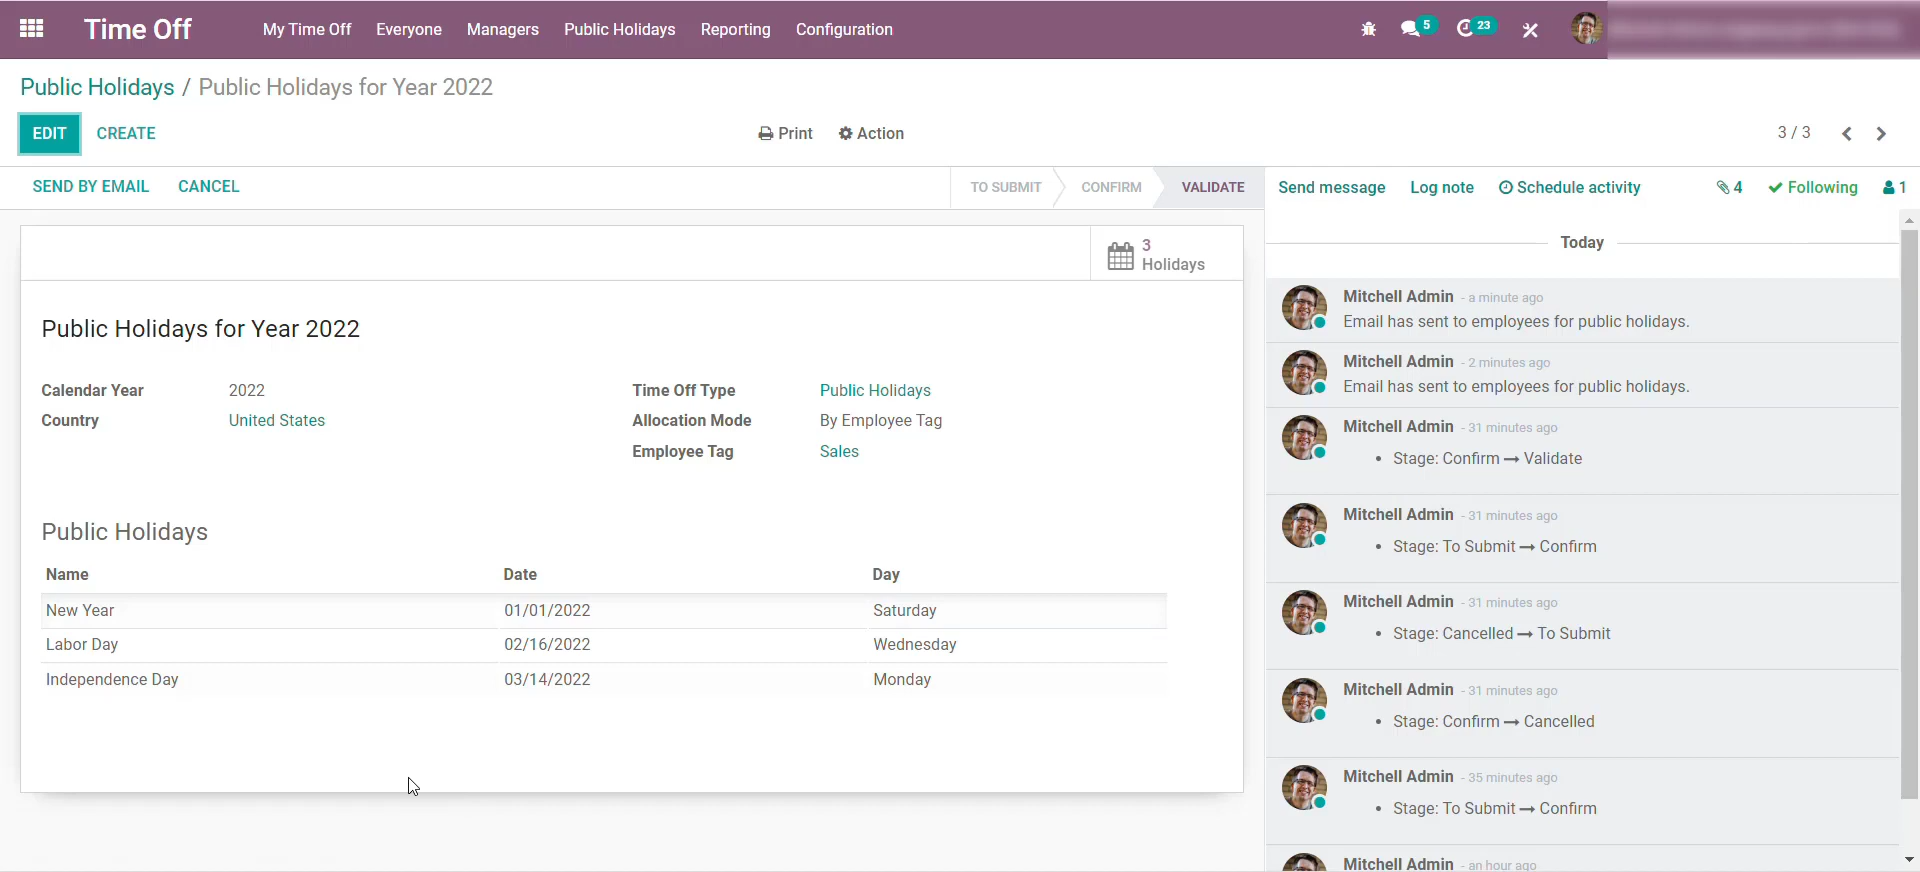 Time Off My Time Off Everyone Managers Public Holidays Reporting Configuration 5 23
Public Holidays / Public Holidays for Year 2022
EDIT CREATE Print Action 3 / 3
SEND BY EMAIL CANCEL TO SUBMIT CONFIRM VALIDATE Send message Log note Schedule activity 4 Following 1
3
Holidays
Public Holidays for Year 2022
Calendar Year 2022 Time Off Type Public Holidays
Country United States Allocation Mode By Employee Tag
Employee Tag Sales
Public Holidays
Name Date Day
New Year 01/01/2022 Saturday
Labor Day 02/16/2022 Wednesday
Independence Day 03/14/2022 Monday
Today
Mitchell Admin - a minute ago
Email has sent to employees for public holidays.
Mitchell Admin - 2 minutes ago
Email has sent to employees for public holidays.
Mitchell Admin - 31 minutes ago
• Stage: Confirm → Validate
Mitchell Admin - 31 minutes ago
• Stage: To Submit → Confirm
Mitchell Admin - 31 minutes ago
• Stage: Cancelled → To Submit
Mitchell Admin - 31 minutes ago
• Stage: Confirm → Cancelled
Mitchell Admin - 35 minutes ago
• Stage: To Submit → Confirm
Mitchell Admin - an hour ago